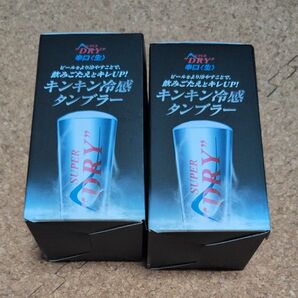 SUPER
"DRY"
辛口〈生〉
ビールをより冷やすことで、
飲みごたえとキレUP!
キンキン冷感
タンブラー
SUPER
"DRY"
SUPER
"DRY"
辛口〈生〉
ビールをより冷やすことで、
飲みごたえとキレUP!
キンキン冷感
タンブラー
SUPER
"DRY"